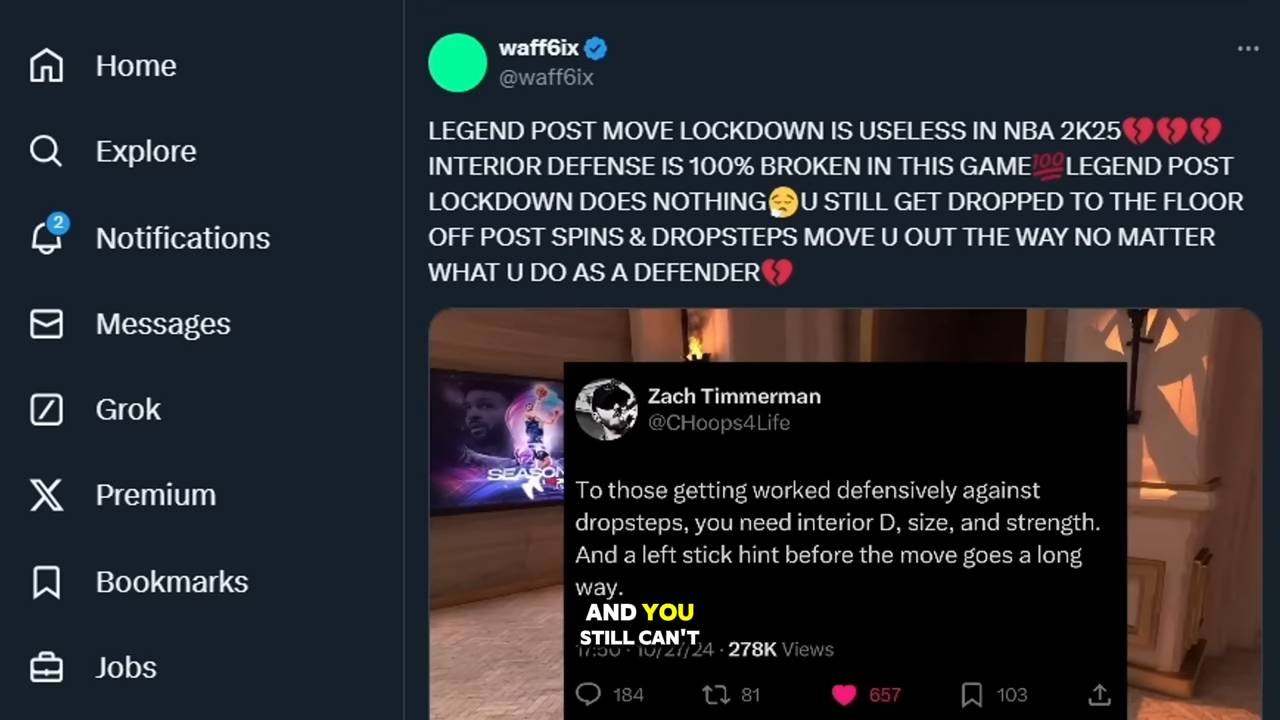 Home
Explore
2
Notifications
Messages
Grok
Premium
Bookmarks
Jobs
waff6ix
@waff6ix
LEGEND POST MOVE LOCKDOWN IS USELESS IN NBA 2K25💔💔💔
INTERIOR DEFENSE IS 100% BROKEN IN THIS GAME💯LEGEND POST
LOCKDOWN DOES NOTHING😮‍💨U STILL GET DROPPED TO THE FLOOR
OFF POST SPINS & DROPSTEPS MOVE U OUT THE WAY NO MATTER
WHAT U DO AS A DEFENDER💔
SEASON
Zach Timmerman
@CHoops4Life
To those getting worked defensively against
dropsteps, you need interior D, size, and strength.
And a left stick hint before the move goes a long
way.
AND YOU
STILL CAN'T
17:50 · 10/27/24 · 278K Views
184 81 657 103